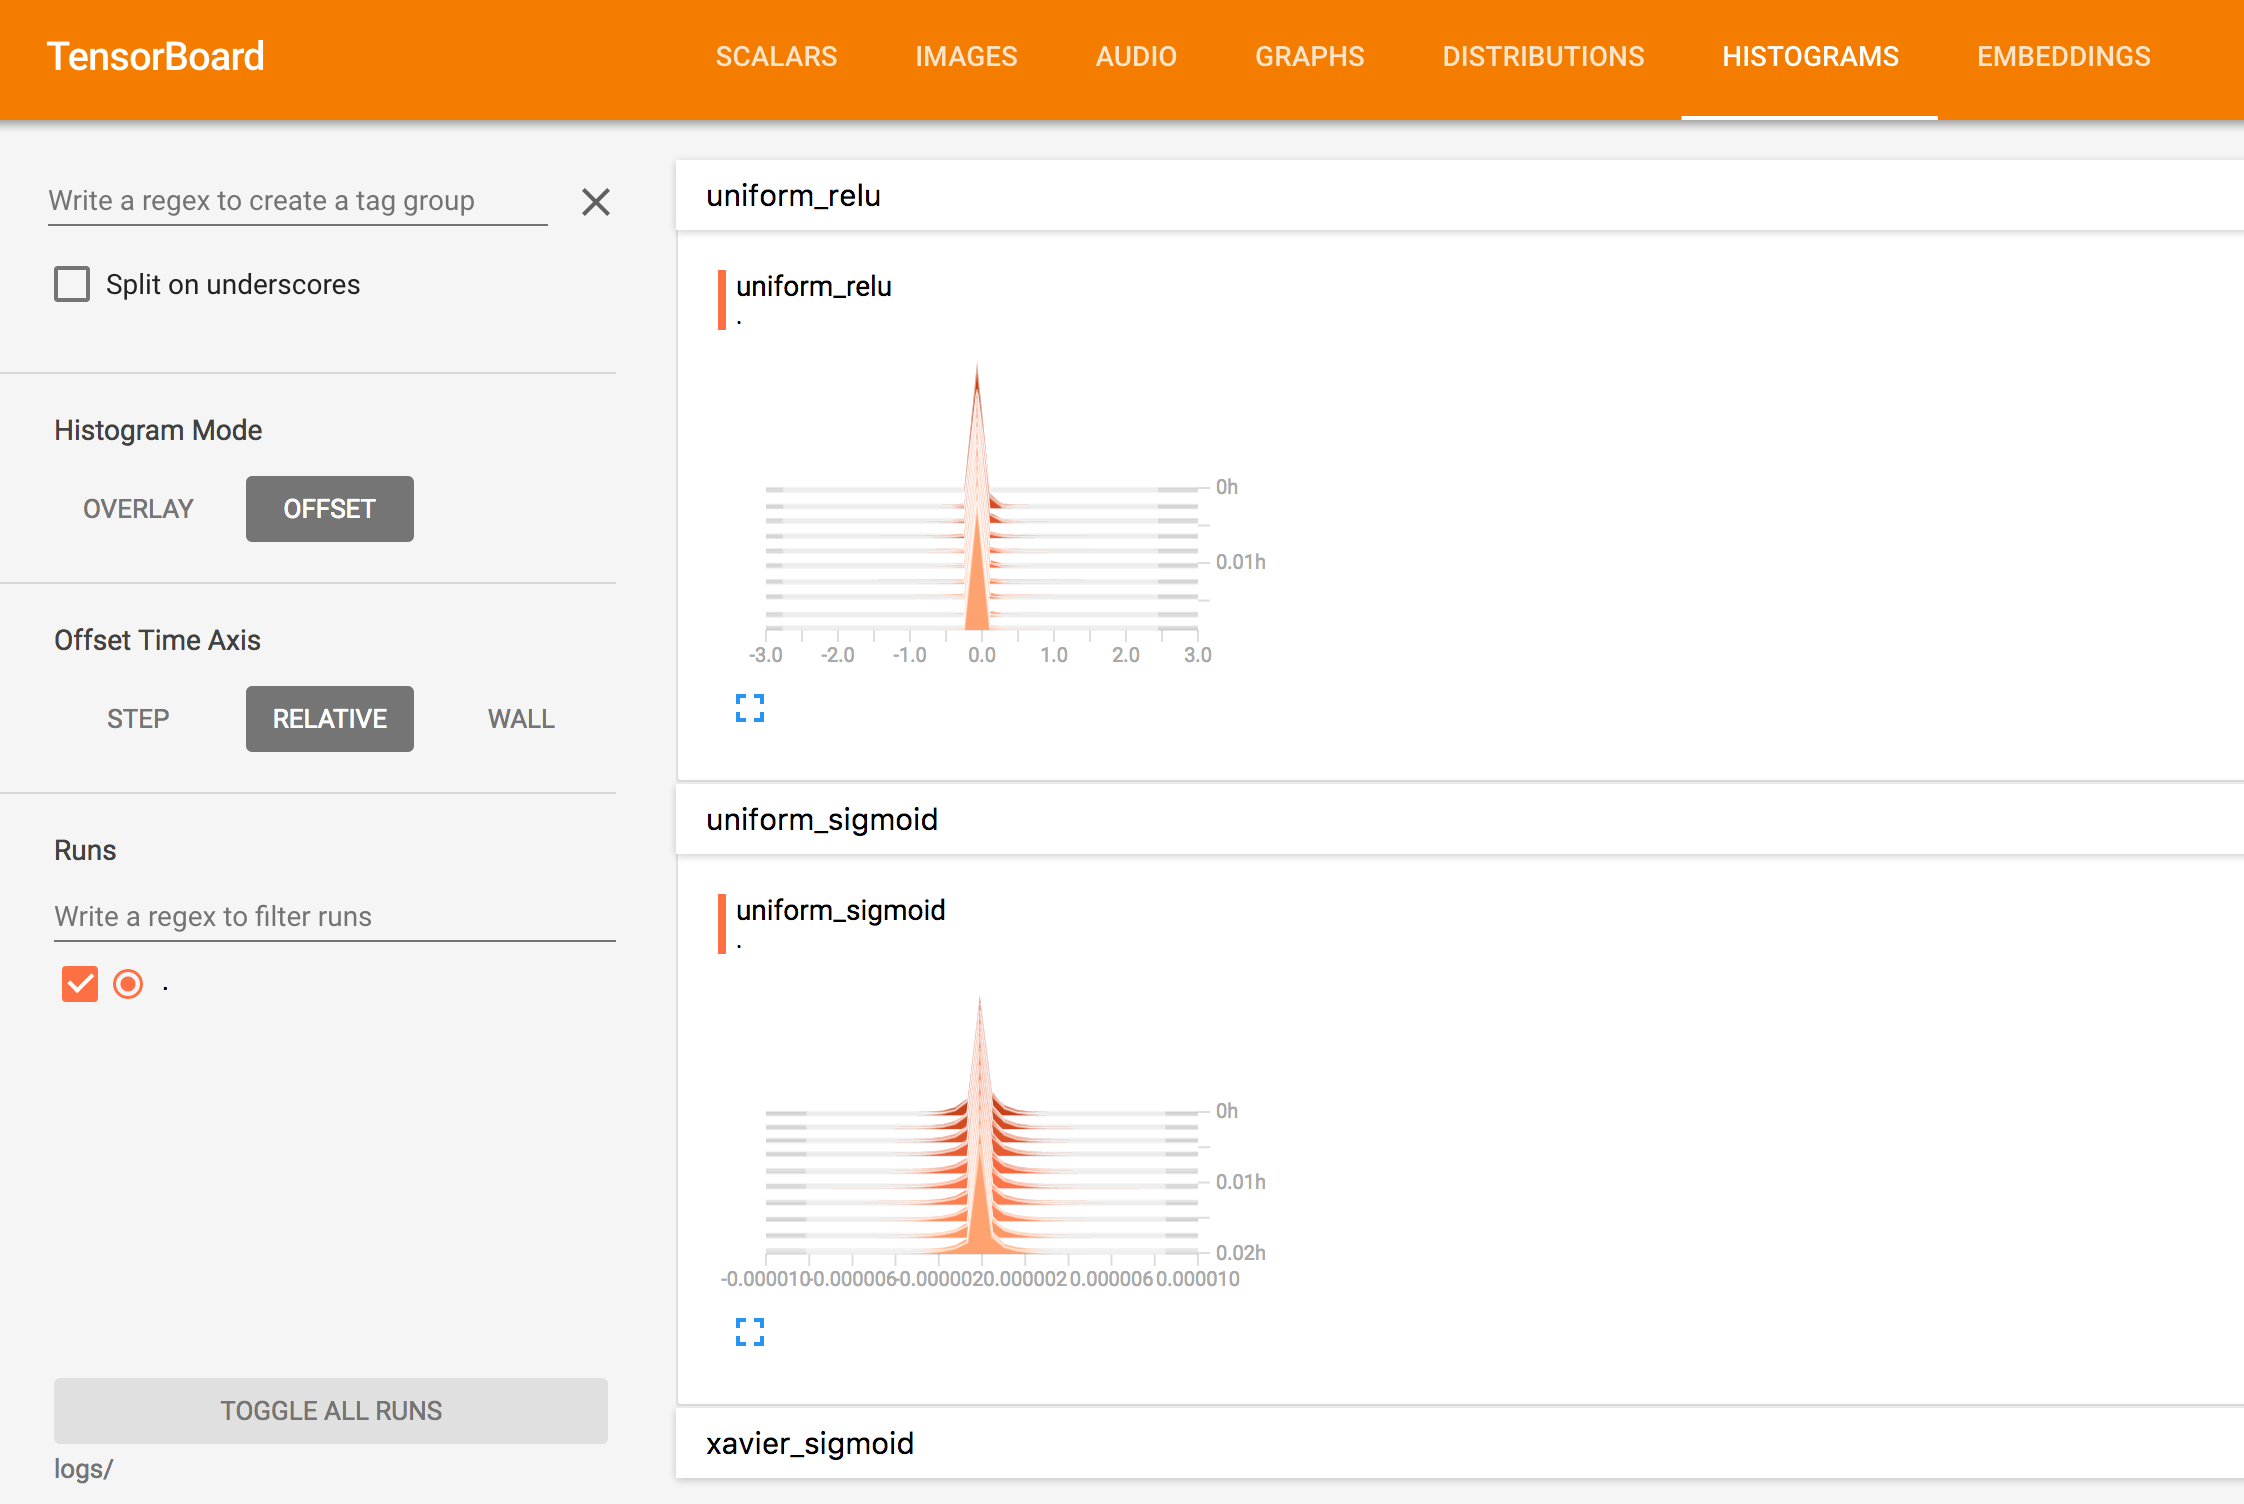 TensorBoard
SCALARS IMAGES AUDIO GRAPHS DISTRIBUTIONS HISTOGRAMS EMBEDDINGS
Write a regex to create a tag group
Split on underscores
Histogram Mode
OVERLAY OFFSET
Offset Time Axis
STEP RELATIVE WALL
Runs
Write a regex to filter runs
.
TOGGLE ALL RUNS
logs/
uniform_relu
uniform_relu
.
0h
0.01h
-3.0 -2.0 -1.0 0.0 1.0 2.0 3.0
uniform_sigmoid
uniform_sigmoid
.
0h
0.01h
0.02h
-0.000010 -0.000006 -0.000002 0.000002 0.000006 0.000010
xavier_sigmoid